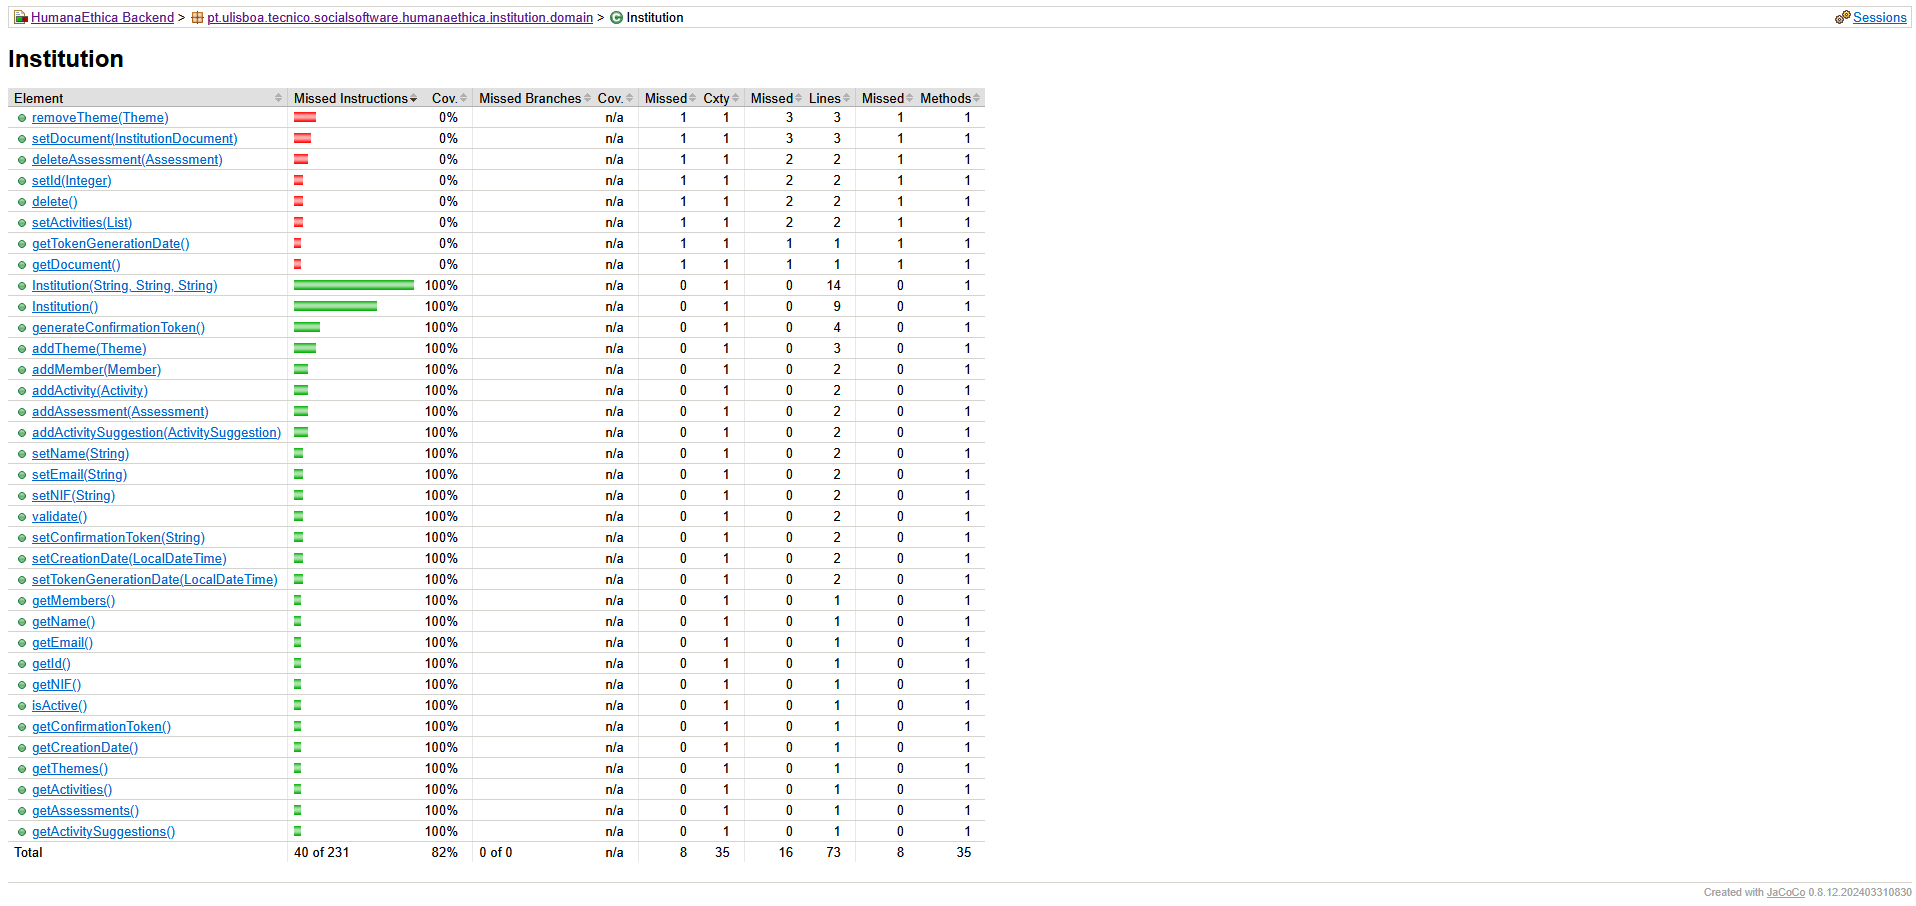 HumanaEthica Backend > pt.ulisboa.tecnico.socialsoftware.humanaethica.institution.domain > Institution Sessions
Institution
Element Missed Instructions Cov. Missed Branches Cov. Missed Cxty Missed Lines Missed Methods
removeTheme(Theme) 0% n/a 1 1 3 3 1 1
setDocument(InstitutionDocument) 0% n/a 1 1 3 3 1 1
deleteAssessment(Assessment) 0% n/a 1 1 2 2 1 1
setId(Integer) 0% n/a 1 1 2 2 1 1
delete() 0% n/a 1 1 2 2 1 1
setActivities(List) 0% n/a 1 1 2 2 1 1
getTokenGenerationDate() 0% n/a 1 1 1 1 1 1
getDocument() 0% n/a 1 1 1 1 1 1
Institution(String, String, String) 100% n/a 0 1 0 14 0 1
Institution() 100% n/a 0 1 0 9 0 1
generateConfirmationToken() 100% n/a 0 1 0 4 0 1
addTheme(Theme) 100% n/a 0 1 0 3 0 1
addMember(Member) 100% n/a 0 1 0 2 0 1
addActivity(Activity) 100% n/a 0 1 0 2 0 1
addAssessment(Assessment) 100% n/a 0 1 0 2 0 1
addActivitySuggestion(ActivitySuggestion) 100% n/a 0 1 0 2 0 1
setName(String) 100% n/a 0 1 0 2 0 1
setEmail(String) 100% n/a 0 1 0 2 0 1
setNIF(String) 100% n/a 0 1 0 2 0 1
validate() 100% n/a 0 1 0 2 0 1
setConfirmationToken(String) 100% n/a 0 1 0 2 0 1
setCreationDate(LocalDateTime) 100% n/a 0 1 0 2 0 1
setTokenGenerationDate(LocalDateTime) 100% n/a 0 1 0 2 0 1
getMembers() 100% n/a 0 1 0 1 0 1
getName() 100% n/a 0 1 0 1 0 1
getEmail() 100% n/a 0 1 0 1 0 1
getId() 100% n/a 0 1 0 1 0 1
getNIF() 100% n/a 0 1 0 1 0 1
isActive() 100% n/a 0 1 0 1 0 1
getConfirmationToken() 100% n/a 0 1 0 1 0 1
getCreationDate() 100% n/a 0 1 0 1 0 1
getThemes() 100% n/a 0 1 0 1 0 1
getActivities() 100% n/a 0 1 0 1 0 1
getAssessments() 100% n/a 0 1 0 1 0 1
getActivitySuggestions() 100% n/a 0 1 0 1 0 1
Total 40 of 231 82% 0 of 0 n/a 8 35 16 73 8 35
Created with JaCoCo 0.8.12.202403310830